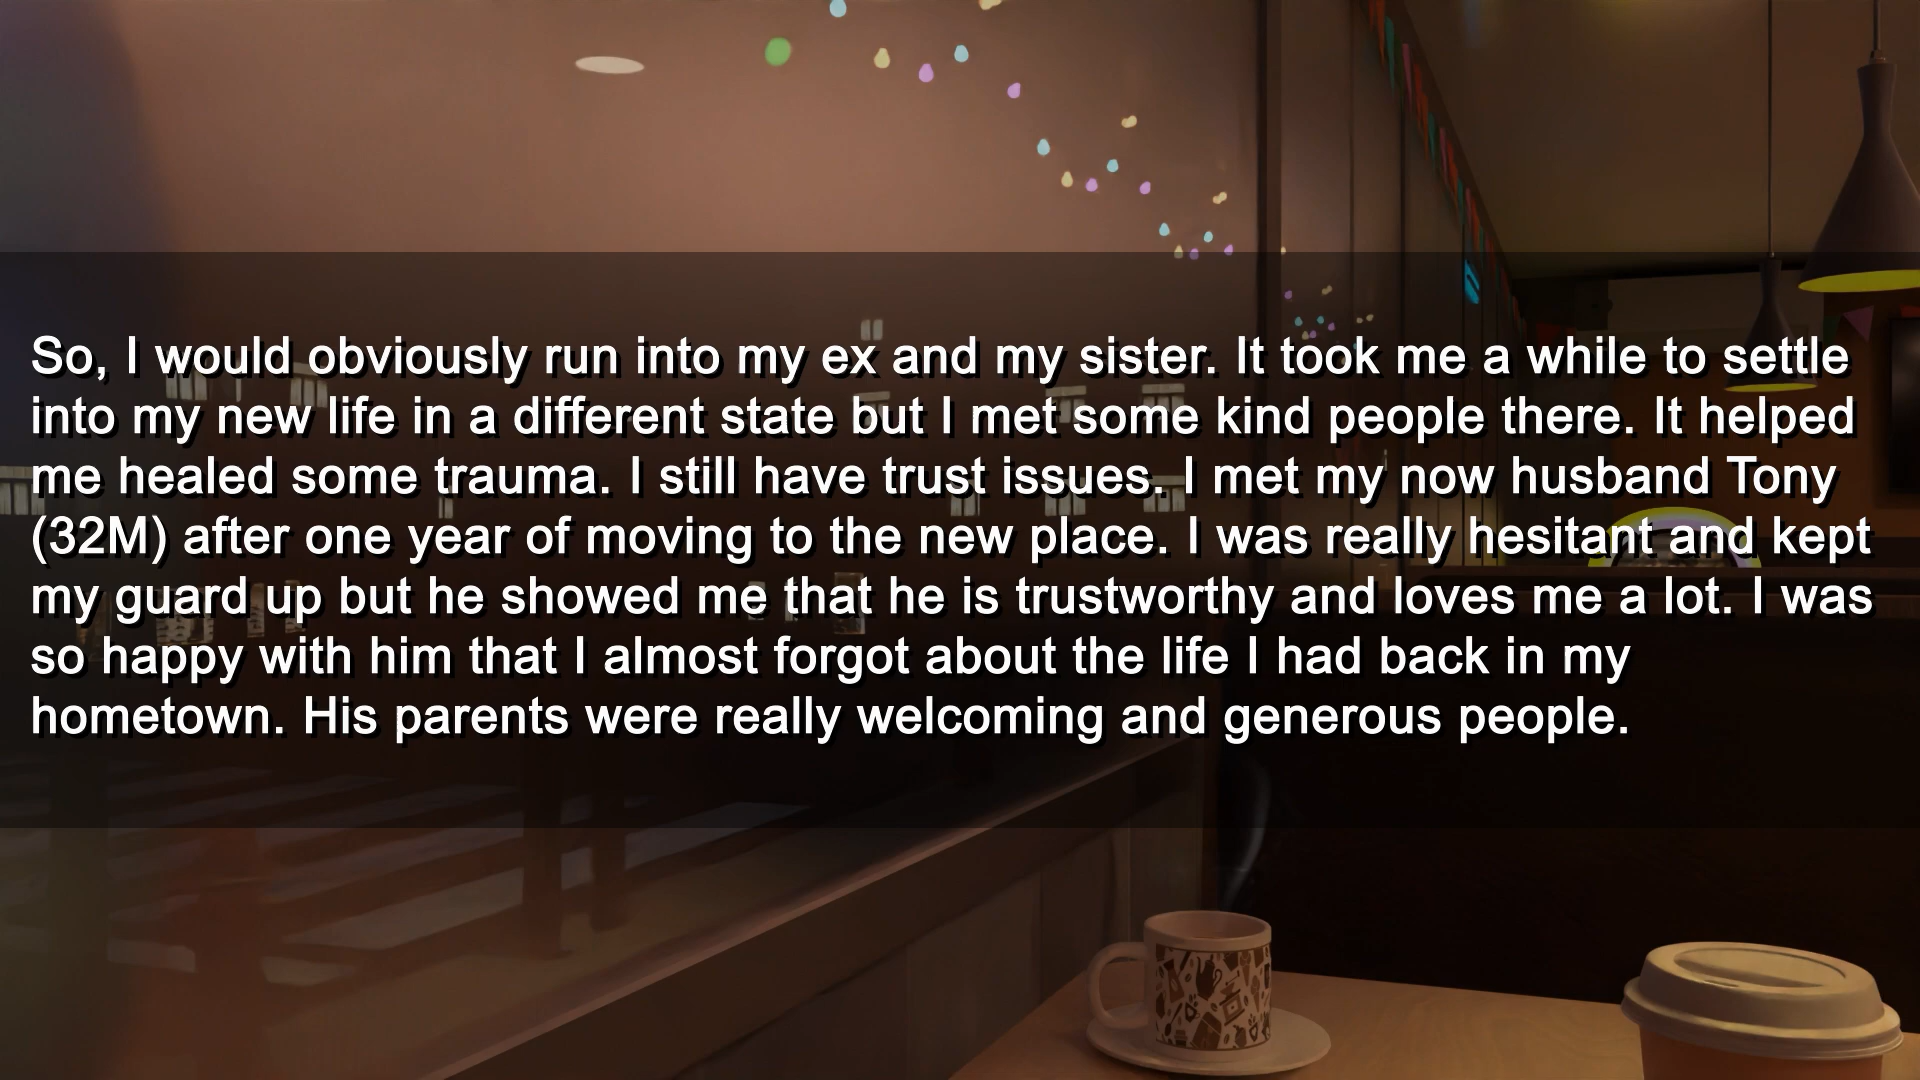 So, I would obviously run into my ex and my sister. It took me a while to settle
into my new life in a different state but I met some kind people there. It helped
me healed some trauma. I still have trust issues. I met my now husband Tony
(32M) after one year of moving to the new place. I was really hesitant and kept
my guard up but he showed me that he is trustworthy and loves me a lot. I was
so happy with him that I almost forgot about the life I had back in my
hometown. His parents were really welcoming and generous people.